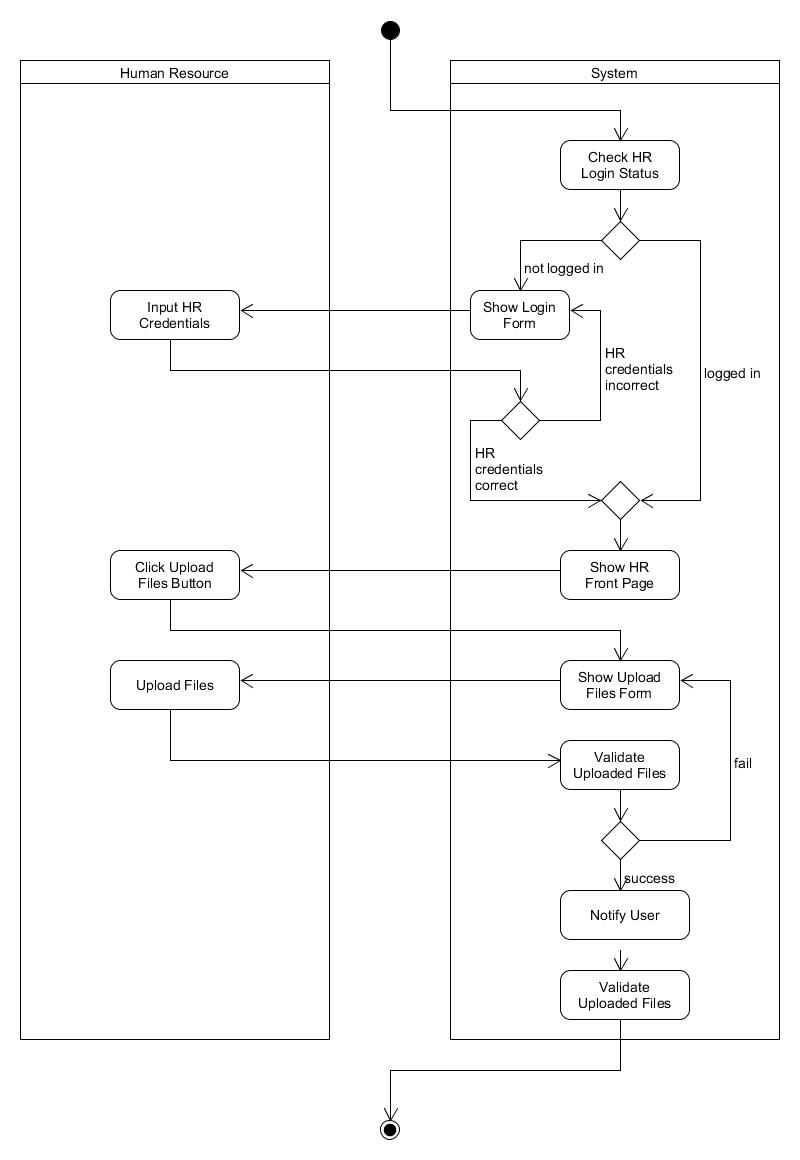 Human Resource
System
Check HR
Login Status
not logged in
Input HR
Credentials
Show Login
Form
HR
credentials
incorrect
logged in
HR
credentials
correct
Click Upload
Files Button
Show HR
Front Page
Upload Files
Show Upload
Files Form
Validate
Uploaded Files
fail
success
Notify User
Validate
Uploaded Files